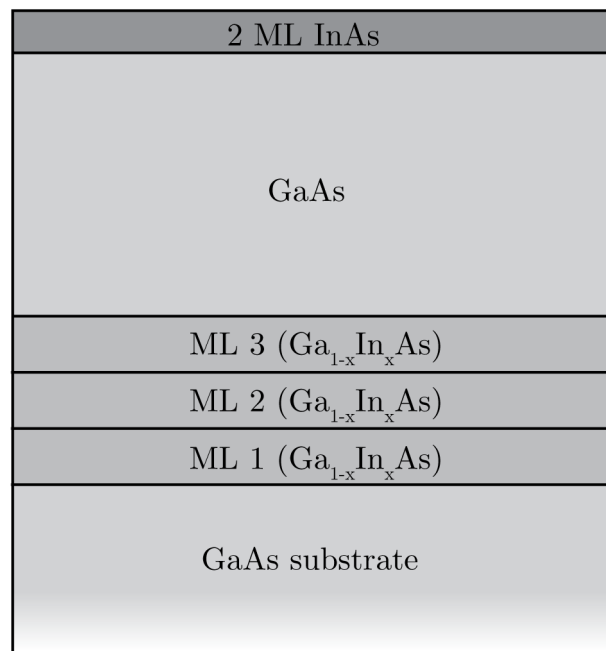 2 ML InAs
GaAs
ML 3 (Ga₁₋ₓInₓAs)
ML 2 (Ga₁₋ₓInₓAs)
ML 1 (Ga₁₋ₓInₓAs)
GaAs substrate